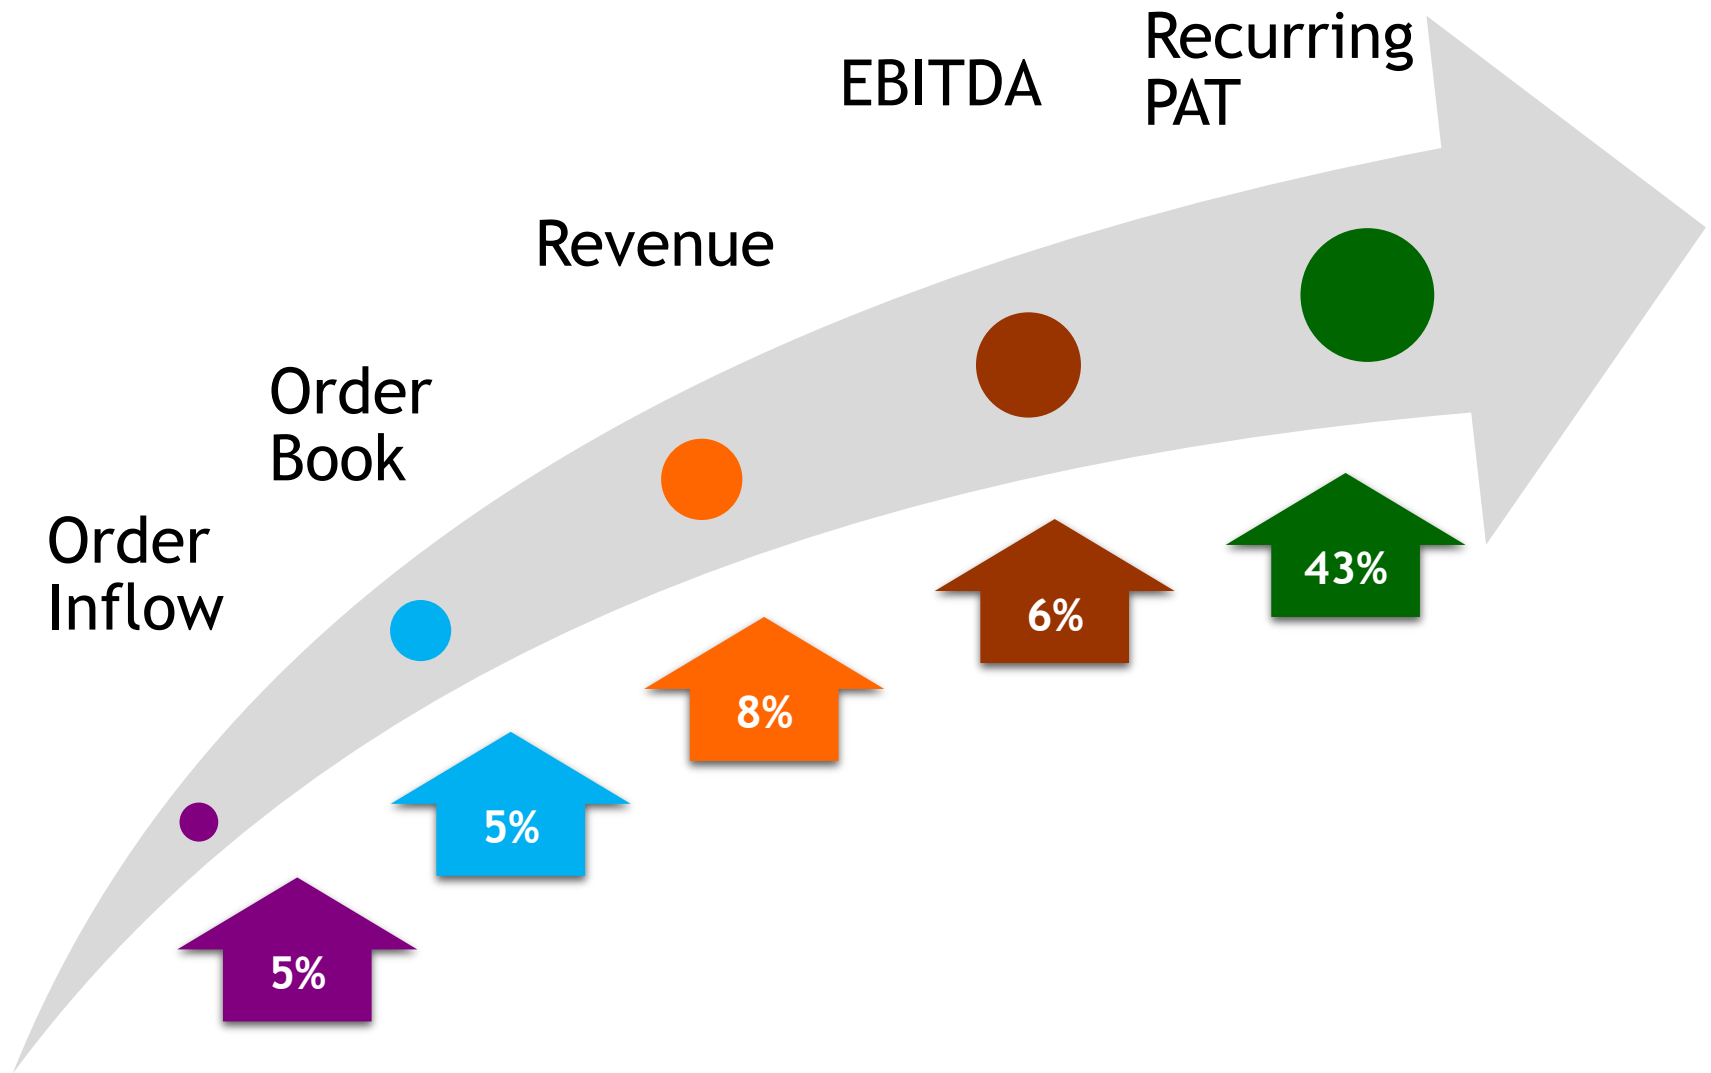 Order
Inflow
5%
Order
Book
5%
Revenue
8%
EBITDA
6%
Recurring
PAT
43%